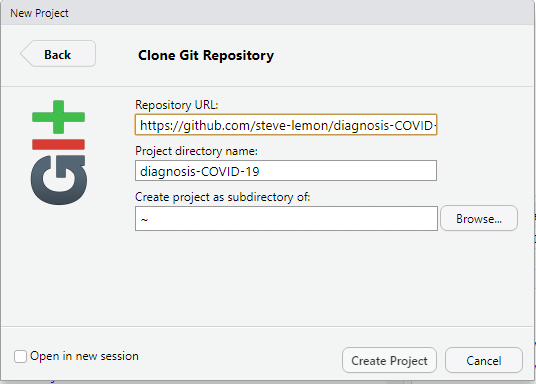 New Project
Back
Clone Git Repository
Git
Repository URL:
https://github.com/steve-lemon/diagnosis-COVID-
Project directory name:
diagnosis-COVID-19
Create project as subdirectory of:
~
Browse...
Open in new session
Create Project
Cancel